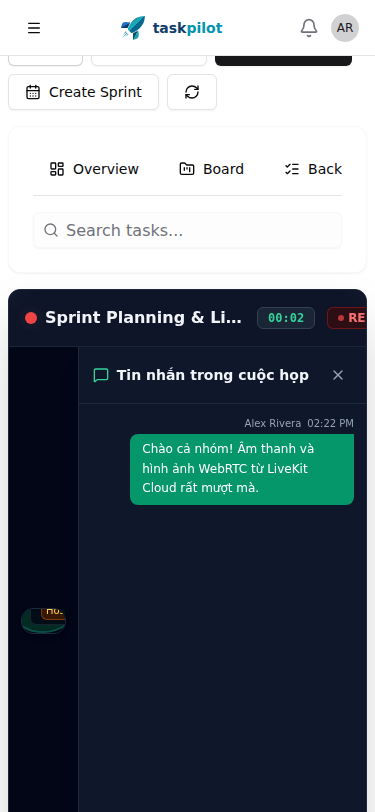 taskpilot
AR
Create Sprint
Overview
Board
Back
Search tasks...
Sprint Planning & Li...
00:02
RE
Tin nhắn trong cuộc họp
Alex Rivera 02:22 PM
Chào cả nhóm! Âm thanh và
hình ảnh WebRTC từ LiveKit
Cloud rất mượt mà.